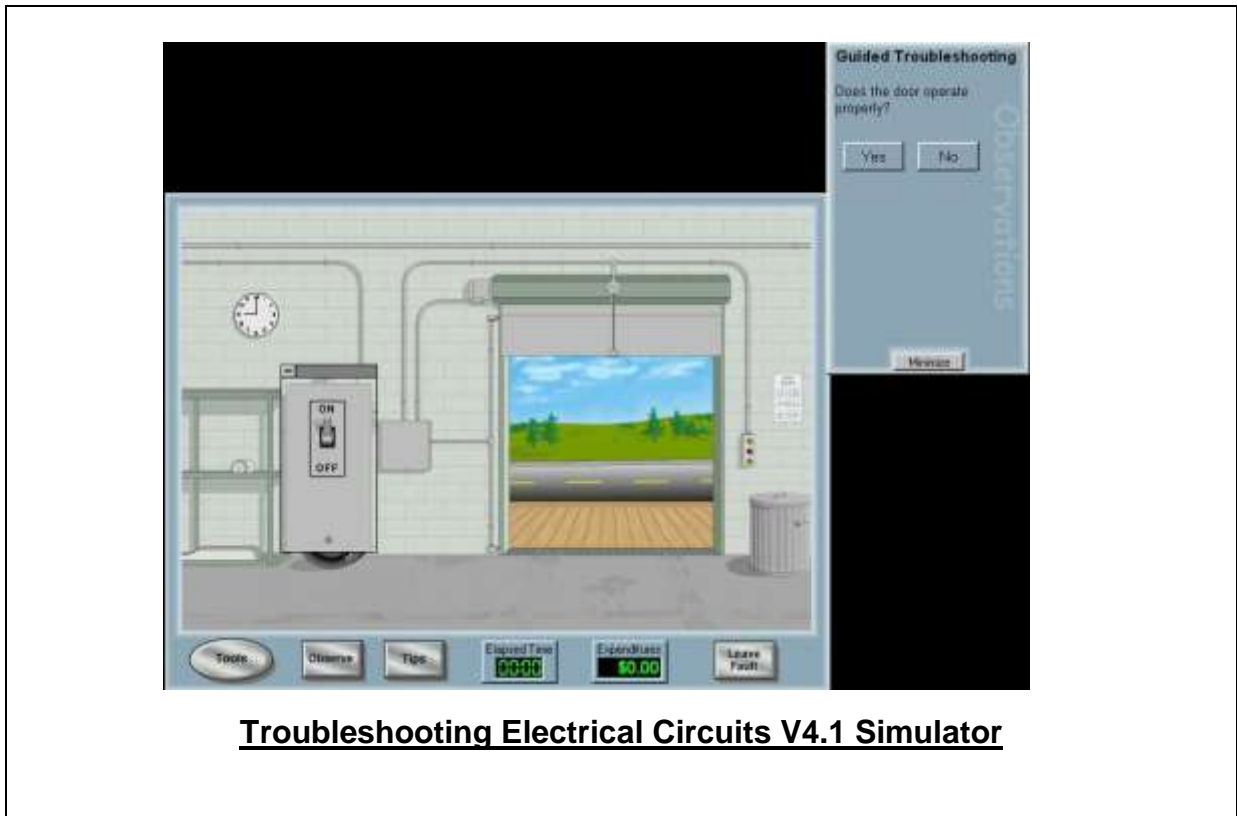 Guided Troubleshooting
Does the door operate
properly?
Yes No
Observations
Minimize
ON
OFF
Tools
Observe
Tips
Elapsed Time
00:00
Expenditures
$0.00
Leave
Fault
Troubleshooting Electrical Circuits V4.1 Simulator